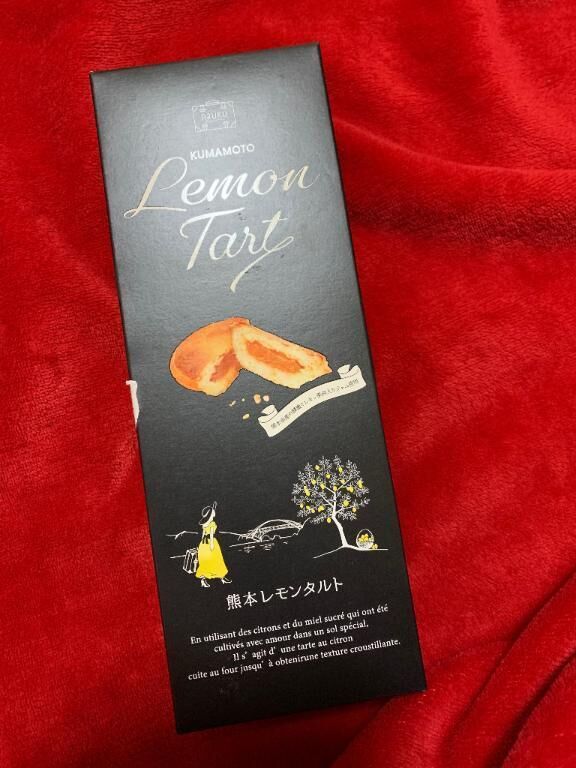 KUMAMOTO
Lemon
Tart
熊本レモンタルト
En utilisant des citrons et du miel sucré qui ont été
cultivés avec amour dans un sol spécial.
Il s' agit d' une tarte au citron
cuite au four jusqu' à obtenirune texture croustillante.